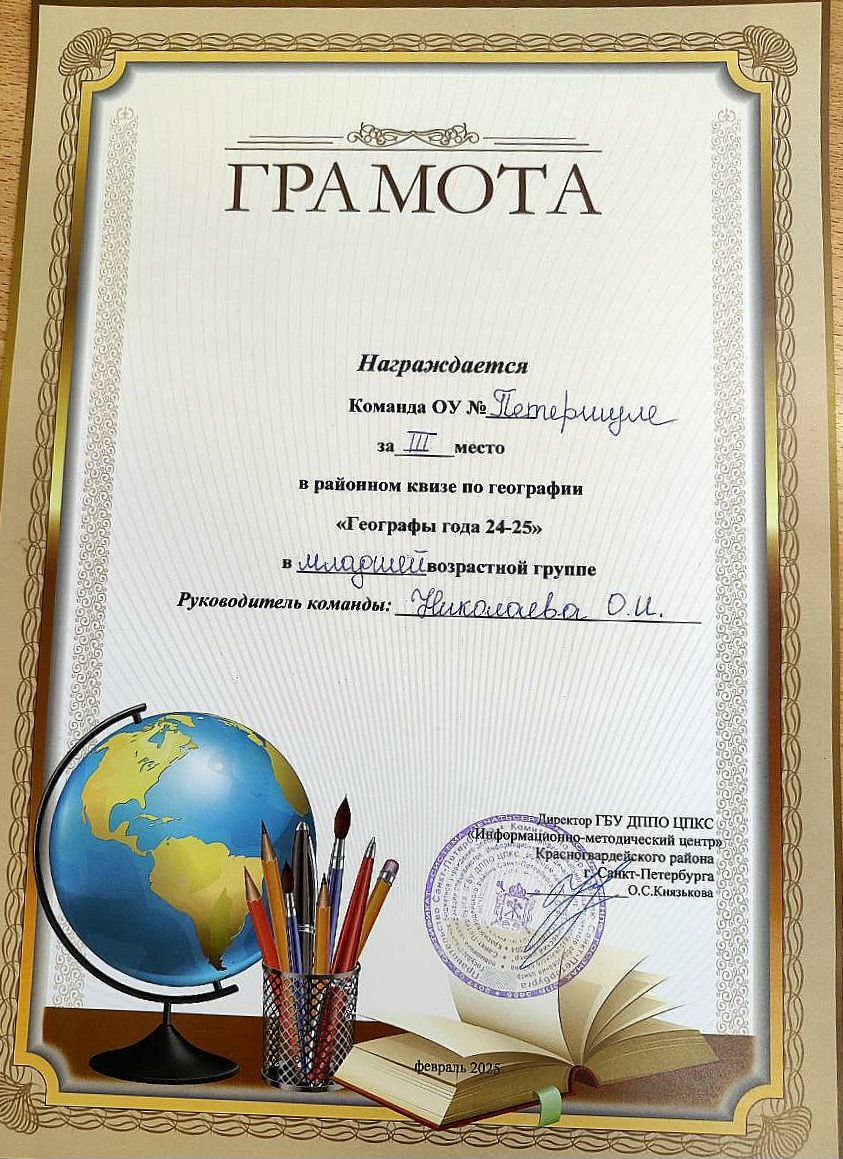 ГРАМОТА
Награждается
Команда ОУ № Петершуле
за III место
в районном квизе по географии
«Географы года 24-25»
в младшей возрастной группе
Руководитель команды: Николаева О.И.
Директор ГБУ ДППО ЦПКС
«Информационно-методический центр»
Красногвардейского района
г. Санкт-Петербурга
О.С.Князькова
февраль 2025